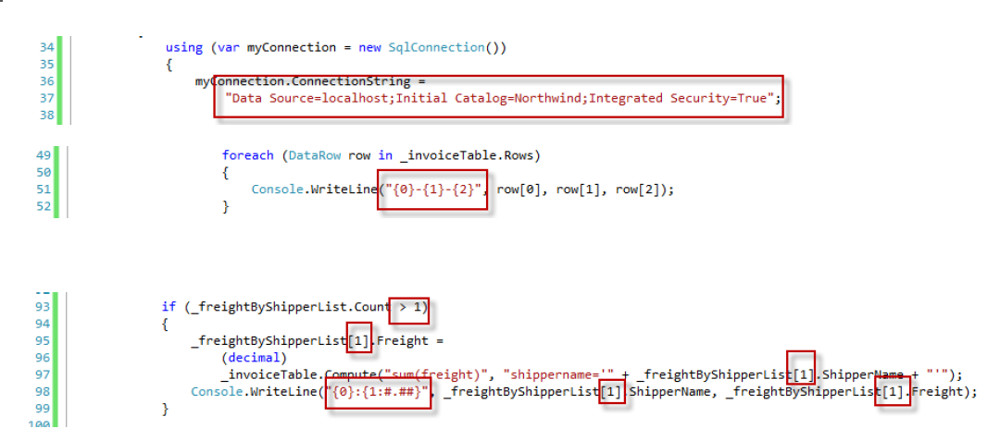 34 using (var myConnection = new SqlConnection())
35 {
36 myConnection.ConnectionString =
37 "Data Source=localhost;Initial Catalog=Northwind;Integrated Security=True";
38
49 foreach (DataRow row in _invoiceTable.Rows)
50 {
51 Console.WriteLine("{0}-{1}-{2}", row[0], row[1], row[2]);
52 }
93 if (_freightByShipperList.Count > 1)
94 {
95 _freightByShipperList[1].Freight =
96 (decimal)
97 _invoiceTable.Compute("sum(freight)", "shippername='" + _freightByShipperList[1].ShipperName + "'");
98 Console.WriteLine("{0}:{1:#.##}", _freightByShipperList[1].ShipperName, _freightByShipperList[1].Freight);
99 }
100